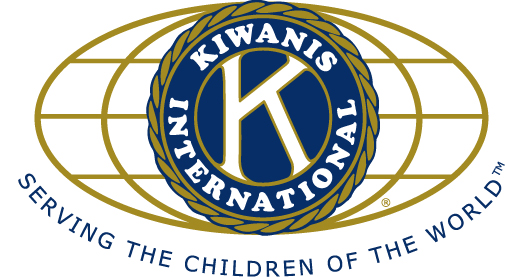 KIWANIS
K
INTERNATIONAL
®
SERVING THE CHILDREN OF THE WORLD™